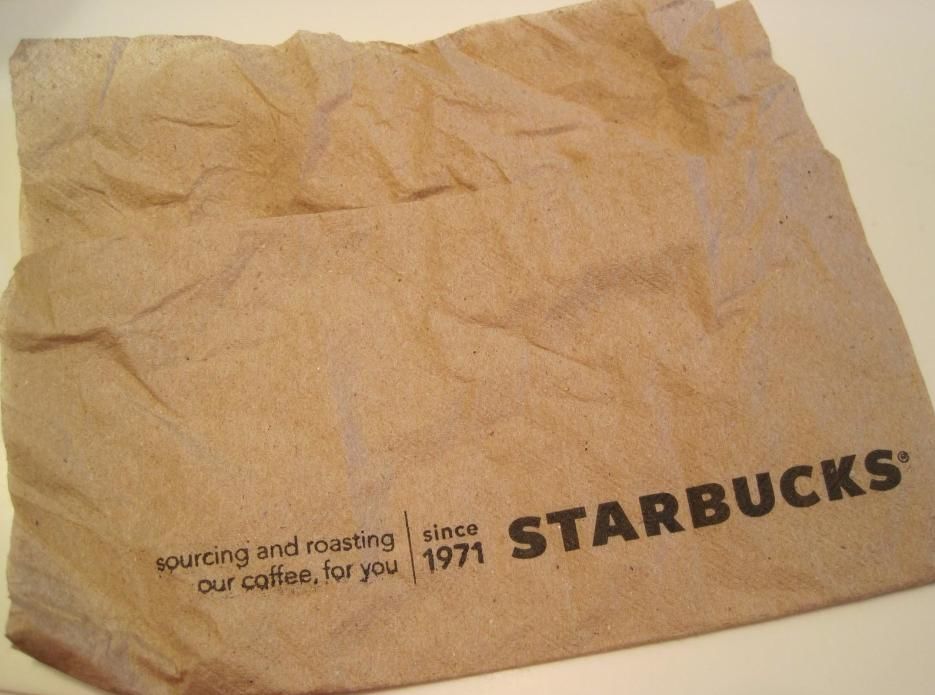 sourcing and roasting
our coffee, for you
since
1971
STARBUCKS®